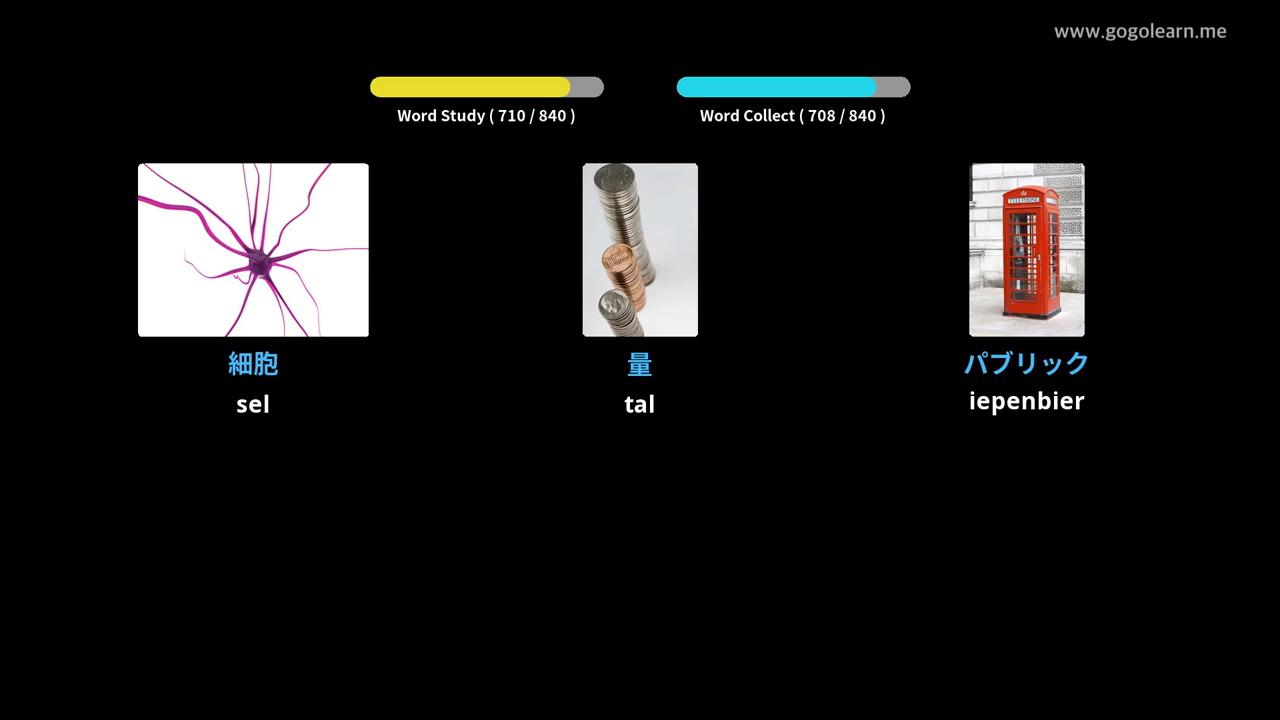 www.gogolearn.me
Word Study ( 710 / 840 )
Word Collect ( 708 / 840 )
TELEPHONE
細胞
量
パブリック
sel
tal
iepenbier